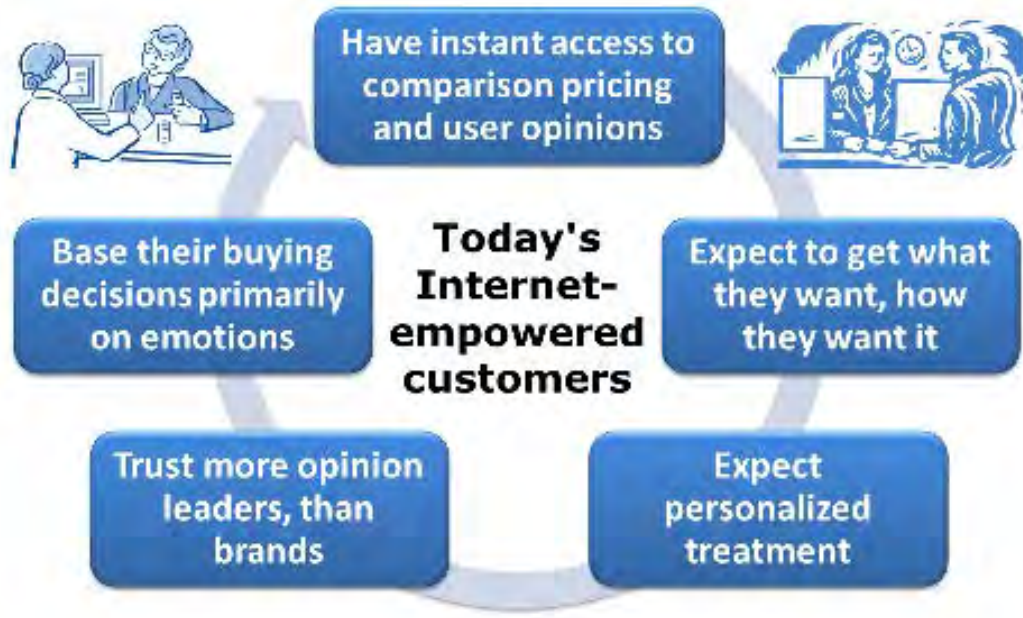 Have instant access to
comparison pricing
and user opinions
Today's
Internet-
empowered
customers
Expect to get what
they want, how
they want it
Expect
personalized
treatment
Trust more opinion
leaders, than
brands
Base their buying
decisions primarily
on emotions